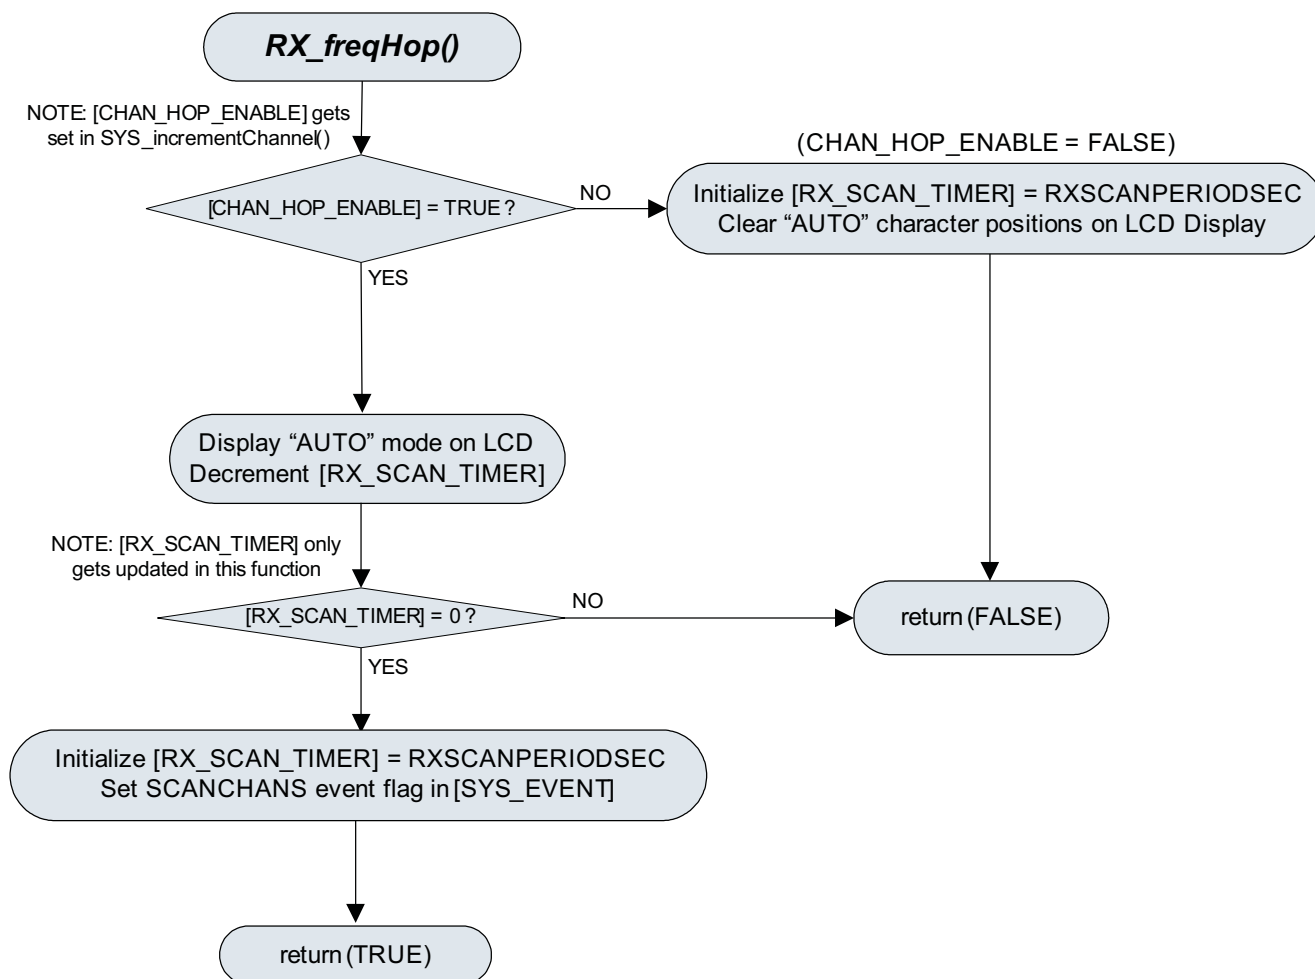 RX_freqHop()
NOTE: [CHAN_HOP_ENABLE] gets
set in SYS_incrementChannel()
[CHAN_HOP_ENABLE] = TRUE ?
NO
(CHAN_HOP_ENABLE = FALSE)
Initialize [RX_SCAN_TIMER] = RXSCANPERIODSEC
Clear “AUTO” character positions on LCD Display
YES
Display “AUTO” mode on LCD
Decrement [RX_SCAN_TIMER]
NOTE: [RX_SCAN_TIMER] only
gets updated in this function
[RX_SCAN_TIMER] = 0 ?
NO
return (FALSE)
YES
Initialize [RX_SCAN_TIMER] = RXSCANPERIODSEC
Set SCANCHANS event flag in [SYS_EVENT]
return (TRUE)